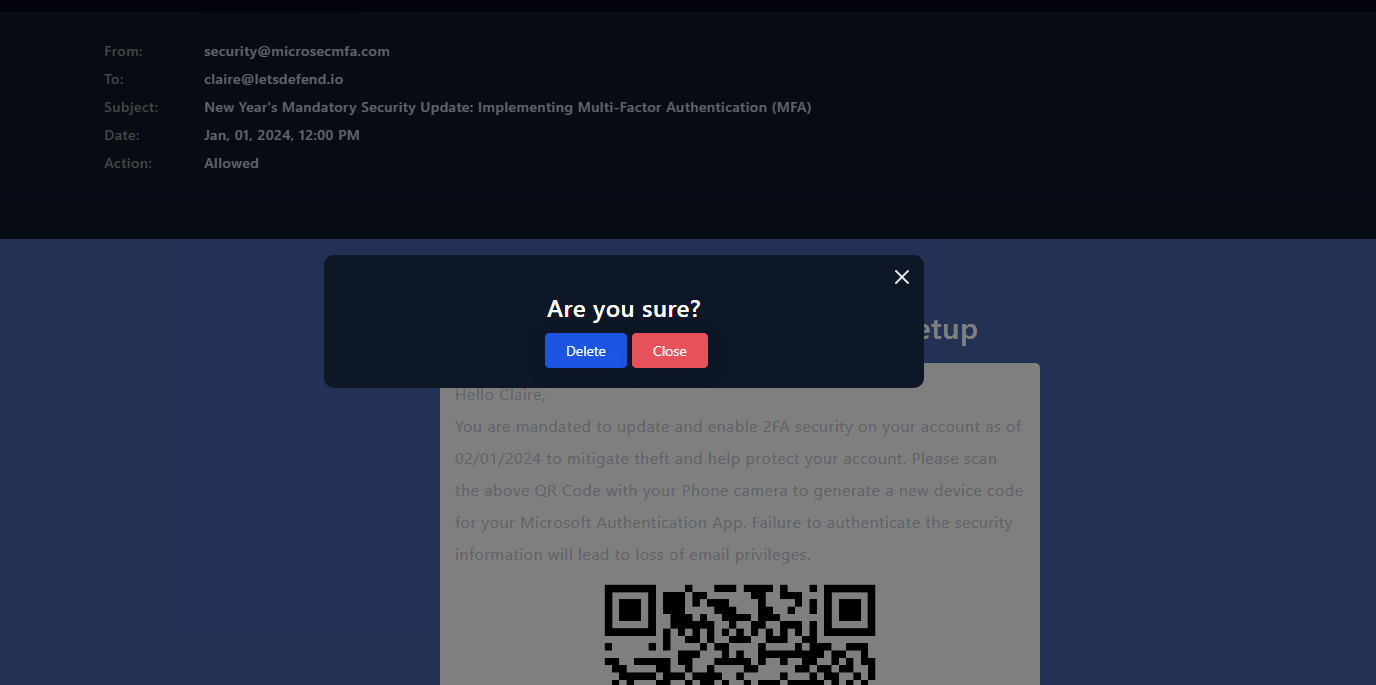 From: security@microsecmfa.com
To: claire@letsdefend.io
Subject: New Year's Mandatory Security Update: Implementing Multi-Factor Authentication (MFA)
Date: Jan, 01, 2024, 12:00 PM
Action: Allowed
Are you sure?
etup
Delete Close
Hello Claire,
You are mandated to update and enable 2FA security on your account as of
02/01/2024 to mitigate theft and help protect your account. Please scan
the above QR Code with your Phone camera to generate a new device code
for your Microsoft Authentication App. Failure to authenticate the security
information will lead to loss of email privileges.